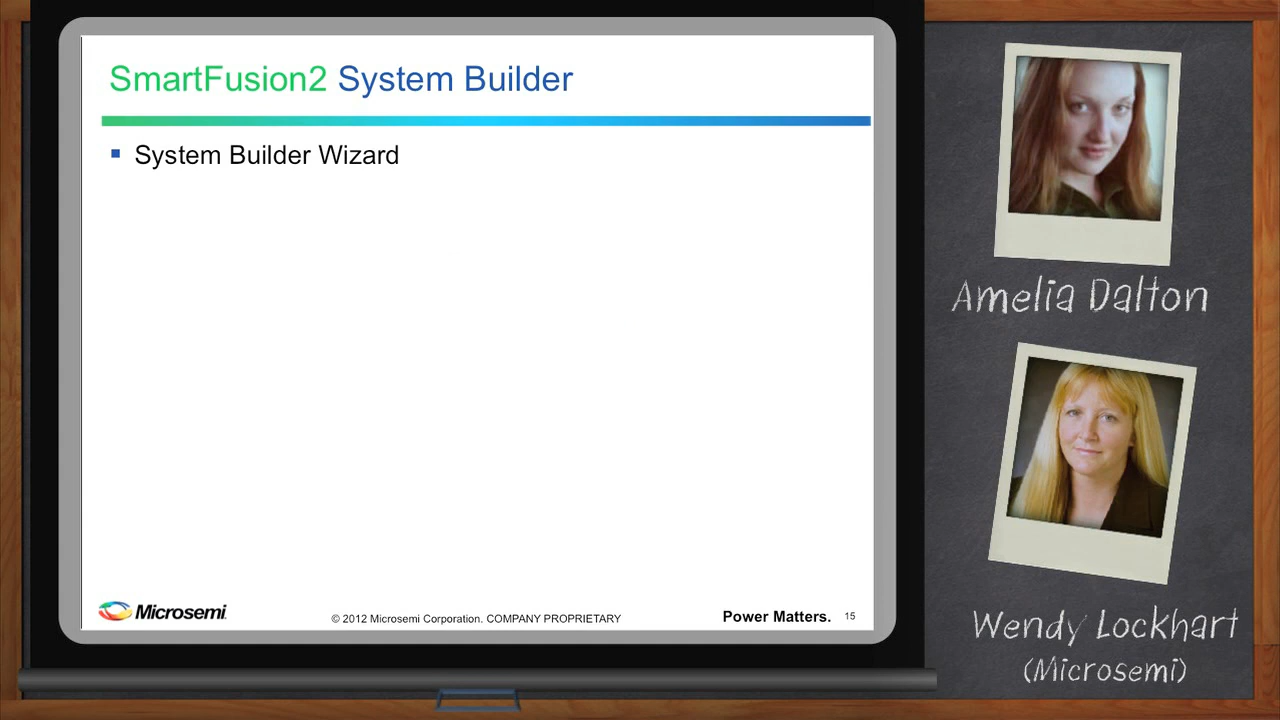 SmartFusion2 System Builder
System Builder Wizard
Microsemi
© 2012 Microsemi Corporation. COMPANY PROPRIETARY
Power Matters.
15
Amelia Dalton
Wendy Lockhart
(Microsemi)